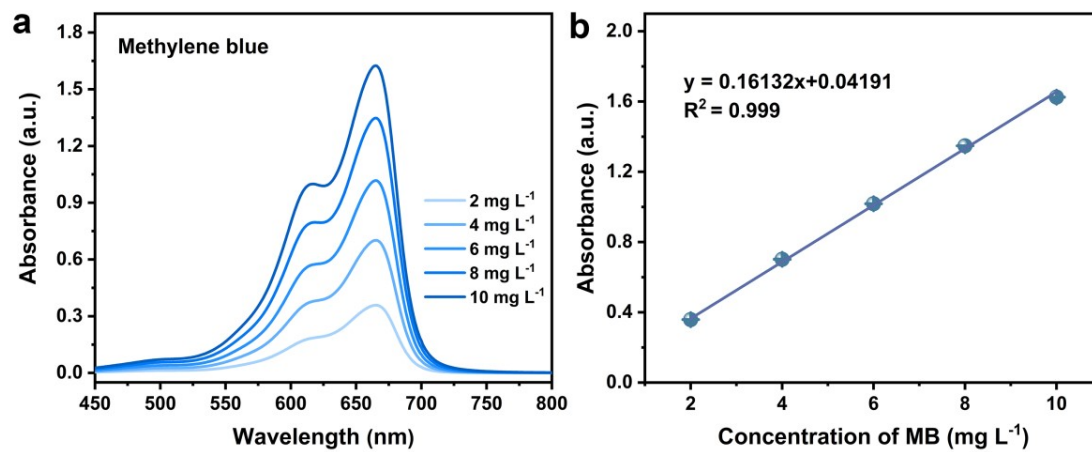 a
Methylene blue
1.8
1.5
1.2
0.9
0.6
0.3
0.0
Absorbance (a.u.)
2 mg L⁻¹
4 mg L⁻¹
6 mg L⁻¹
8 mg L⁻¹
10 mg L⁻¹
450 500 550 600 650 700 750 800
Wavelength (nm)
b
y = 0.16132x+0.04191
R² = 0.999
2.0
1.6
1.2
0.8
0.4
0.0
Absorbance (a.u.)
2 4 6 8 10
Concentration of MB (mg L⁻¹)